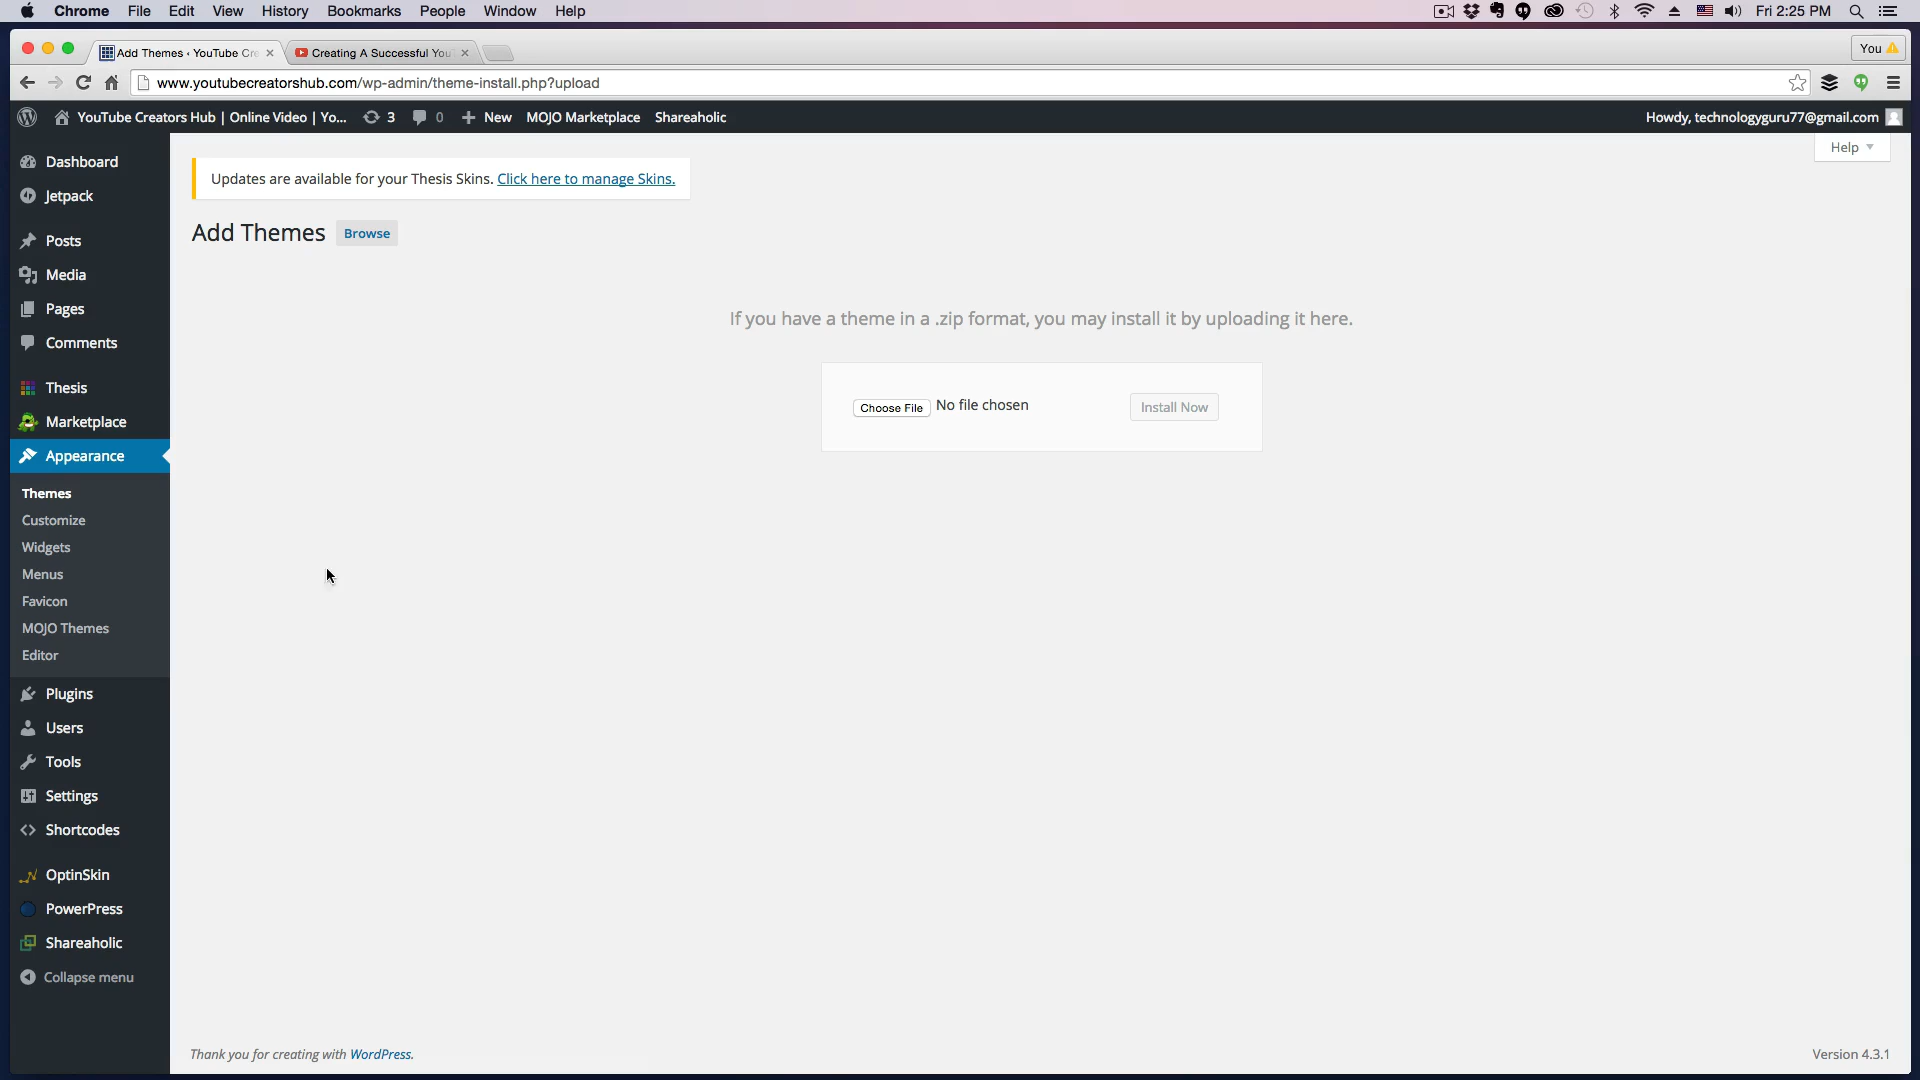 Chrome File Edit View History Bookmarks People Window Help Fri 2:25 PM
Add Themes ‹ YouTube Cre Creating A Successful You You
www.youtubecreatorshub.com/wp-admin/theme-install.php?upload
YouTube Creators Hub | Online Video | Yo... 3 0 New MOJO Marketplace Shareaholic Howdy, technologyguru77@gmail.com
Help
Dashboard
Jetpack
Posts
Media
Pages
Comments
Thesis
Marketplace
Appearance
Themes
Customize
Widgets
Menus
Favicon
MOJO Themes
Editor
Plugins
Users
Tools
Settings
Shortcodes
OptinSkin
PowerPress
Shareaholic
Collapse menu
Updates are available for your Thesis Skins. Click here to manage Skins.
Add Themes Browse
If you have a theme in a .zip format, you may install it by uploading it here.
Choose File No file chosen Install Now
Thank you for creating with WordPress. Version 4.3.1